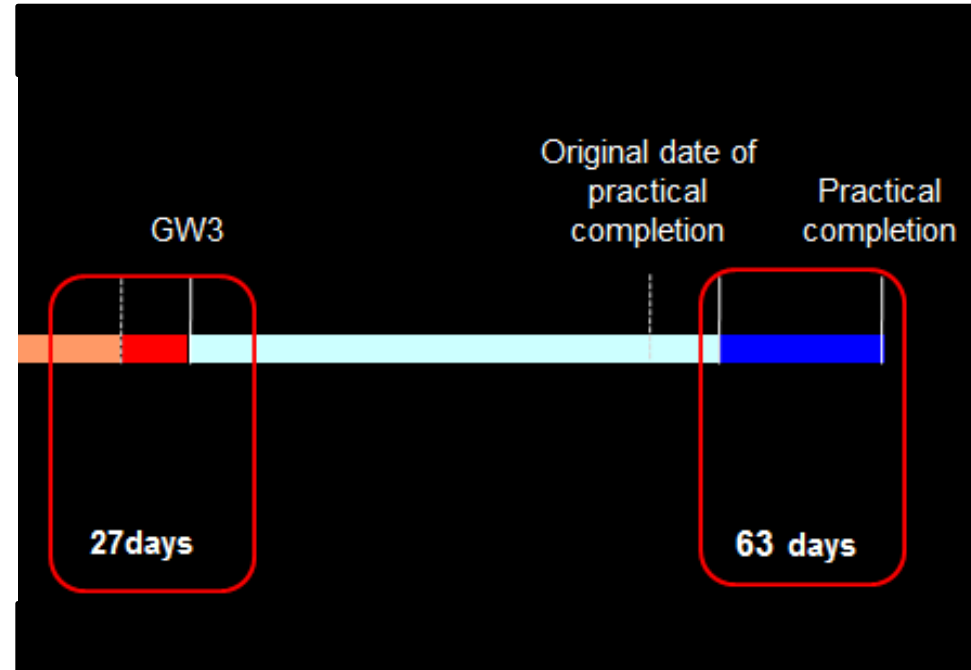 Original date of
practical
completion
Practical
completion
GW3
27days
63 days